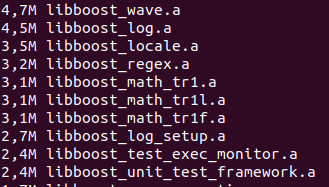 4,7M libboost_wave.a
4,5M libboost_log.a
3,5M libboost_locale.a
3,2M libboost_regex.a
3,1M libboost_math_tr1.a
3,1M libboost_math_tr1l.a
3,1M libboost_math_tr1f.a
2,7M libboost_log_setup.a
2,4M libboost_test_exec_monitor.a
2,4M libboost_unit_test_framework.a